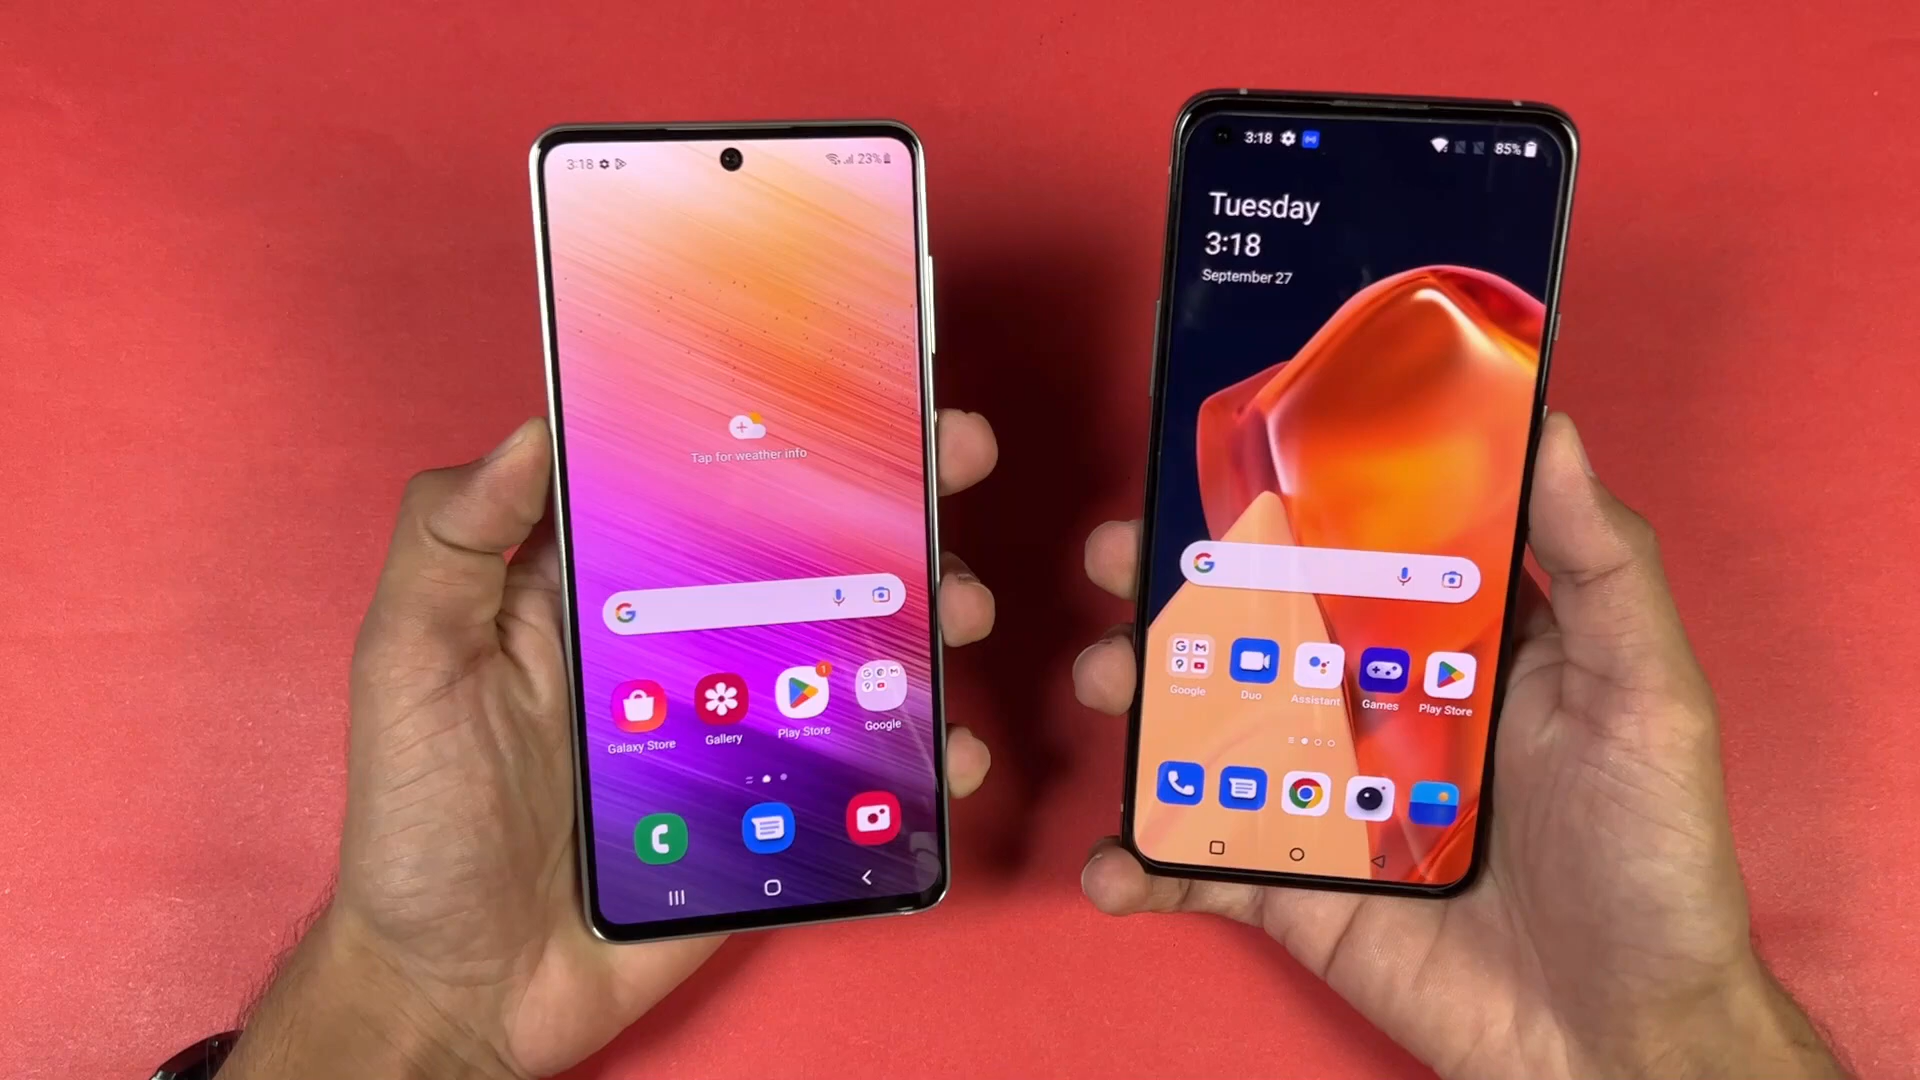 3:18
23%
Tap for weather info
Galaxy Store
Gallery
Play Store
1
Google
3:18
85%
Tuesday
3:18
September 27
Google
Duo
Assistant
Games
Play Store